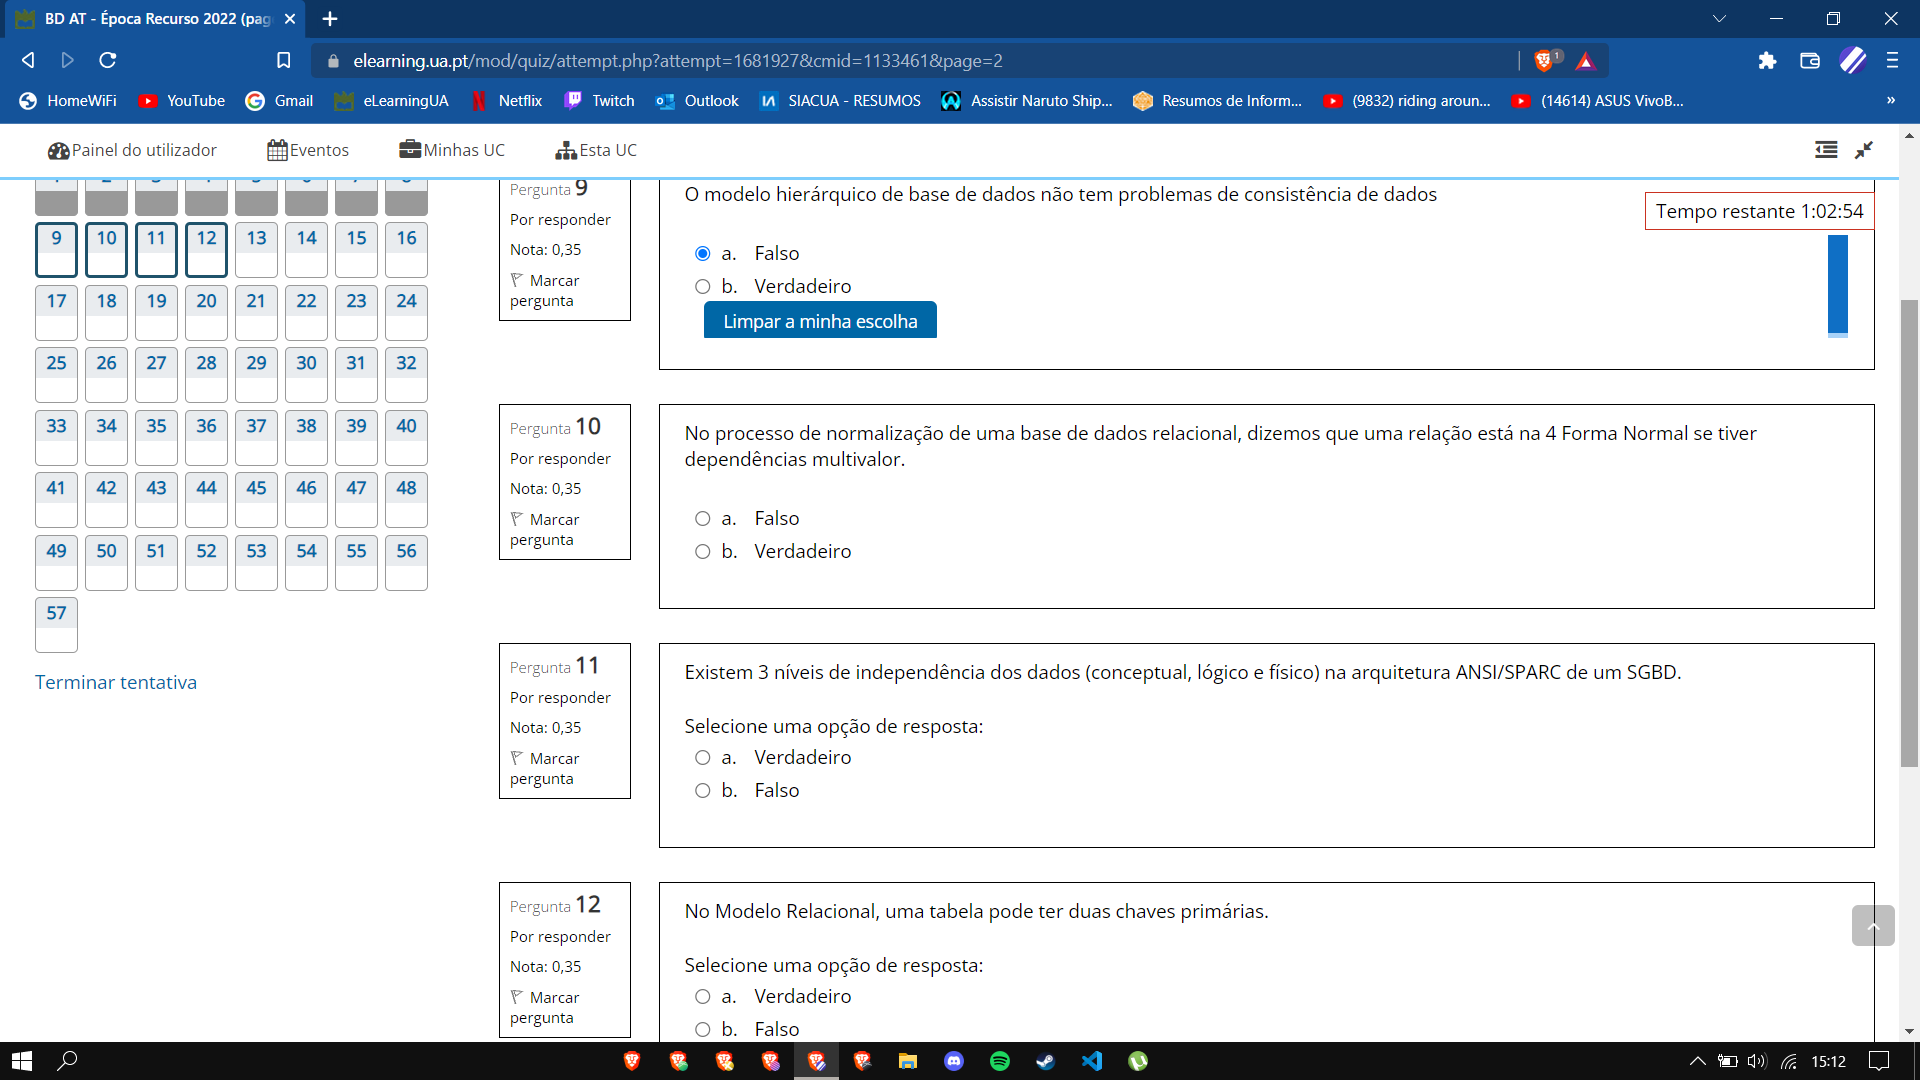 BD AT - Época Recurso 2022 (pag
elearning.ua.pt/mod/quiz/attempt.php?attempt=1681927&cmid=1133461&page=2
1
HomeWiFi
YouTube
Gmail
eLearningUA
Netflix
Twitch
Outlook
SIACUA - RESUMOS
Assistir Naruto Ship...
Resumos de Inform...
(9832) riding aroun...
(14614) ASUS VivoB...
»
Painel do utilizador
Eventos
Minhas UC
Esta UC
9 10 11 12 13 14 15 16
17 18 19 20 21 22 23 24
25 26 27 28 29 30 31 32
33 34 35 36 37 38 39 40
41 42 43 44 45 46 47 48
49 50 51 52 53 54 55 56
57
Terminar tentativa
Pergunta 9
Por responder
Nota: 0,35
Marcar
pergunta
O modelo hierárquico de base de dados não tem problemas de consistência de dados
Tempo restante 1:02:54
a. Falso
b. Verdadeiro
Limpar a minha escolha
Pergunta 10
Por responder
Nota: 0,35
Marcar
pergunta
No processo de normalização de uma base de dados relacional, dizemos que uma relação está na 4 Forma Normal se tiver
dependências multivalor.
a. Falso
b. Verdadeiro
Pergunta 11
Por responder
Nota: 0,35
Marcar
pergunta
Existem 3 níveis de independência dos dados (conceptual, lógico e físico) na arquitetura ANSI/SPARC de um SGBD.
Selecione uma opção de resposta:
a. Verdadeiro
b. Falso
Pergunta 12
Por responder
Nota: 0,35
Marcar
pergunta
No Modelo Relacional, uma tabela pode ter duas chaves primárias.
Selecione uma opção de resposta:
a. Verdadeiro
b. Falso
15:12